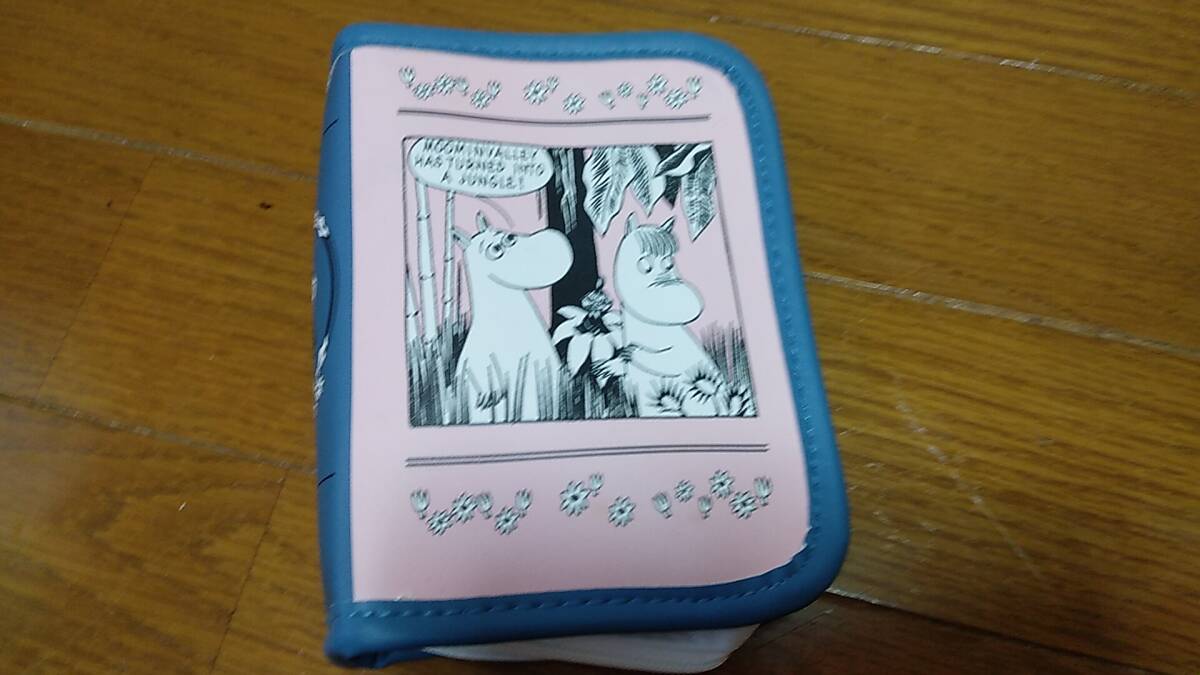 MOOMINVALLEY
HAS TURNED INTO
A JUNGLE!